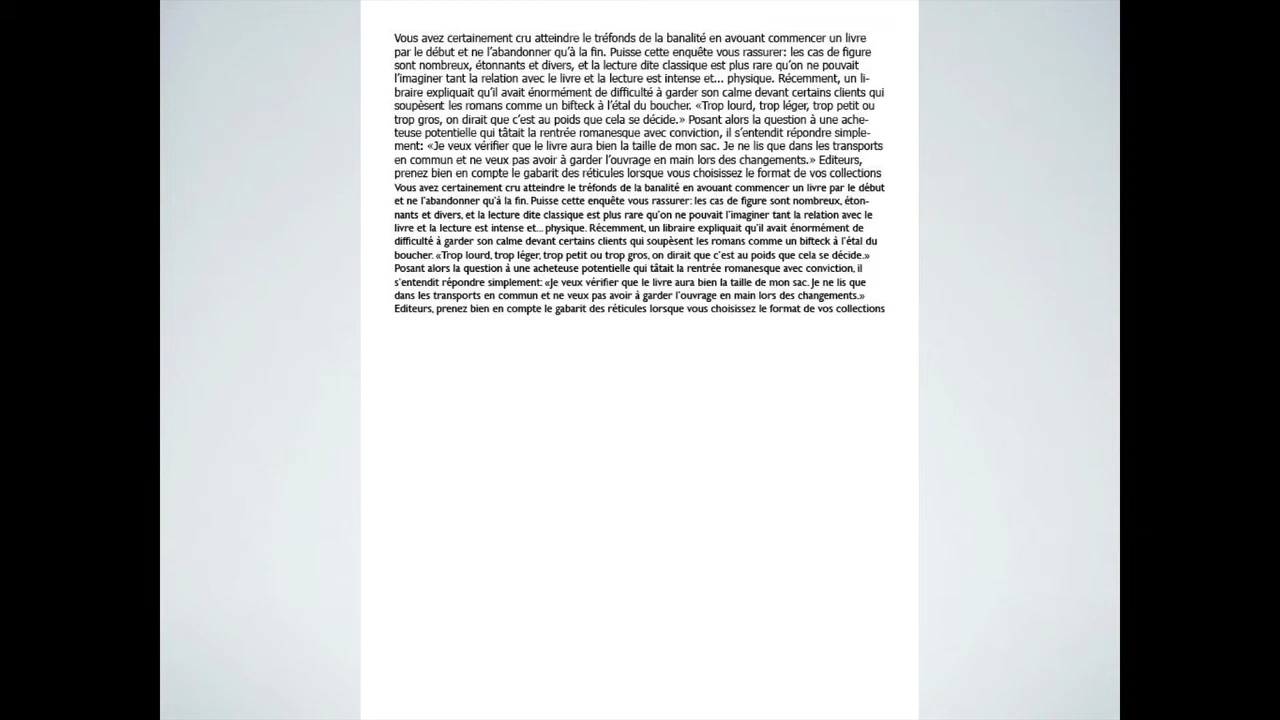 Vous avez certainement cru atteindre le tréfonds de la banalité en avouant commencer un livre
par le début et ne l'abandonner qu'à la fin. Puisse cette enquête vous rassurer: les cas de figure
sont nombreux, étonnants et divers, et la lecture dite classique est plus rare qu'on ne pouvait
l'imaginer tant la relation avec le livre et la lecture est intense et... physique. Récemment, un li-
braire expliquait qu'il avait énormément de difficulté à garder son calme devant certains clients qui
soupèsent les romans comme un bifteck à l'étal du boucher. «Trop lourd, trop léger, trop petit ou
trop gros, on dirait que c'est au poids que cela se décide.» Posant alors la question à une ache-
teuse potentielle qui tâtait la rentrée romanesque avec conviction, il s'entendit répondre simple-
ment: «Je veux vérifier que le livre aura bien la taille de mon sac. Je ne lis que dans les transports
en commun et ne veux pas avoir à garder l'ouvrage en main lors des changements.» Editeurs,
prenez bien en compte le gabarit des réticules lorsque vous choisissez le format de vos collections
Vous avez certainement cru atteindre le tréfonds de la banalité en avouant commencer un livre par le début
et ne l'abandonner qu'à la fin. Puisse cette enquête vous rassurer: les cas de figure sont nombreux, éton-
nants et divers, et la lecture dite classique est plus rare qu'on ne pouvait l'imaginer tant la relation avec le
livre et la lecture est intense et... physique. Récemment, un libraire expliquait qu'il avait énormément de
difficulté à garder son calme devant certains clients qui soupèsent les romans comme un bifteck à l'étal du
boucher. «Trop lourd, trop léger, trop petit ou trop gros, on dirait que c'est au poids que cela se décide.»
Posant alors la question à une acheteuse potentielle qui tâtait la rentrée romanesque avec conviction, il
s'entendit répondre simplement: «Je veux vérifier que le livre aura bien la taille de mon sac. Je ne lis que
dans les transports en commun et ne veux pas avoir à garder l'ouvrage en main lors des changements.»
Editeurs, prenez bien en compte le gabarit des réticules lorsque vous choisissez le format de vos collections